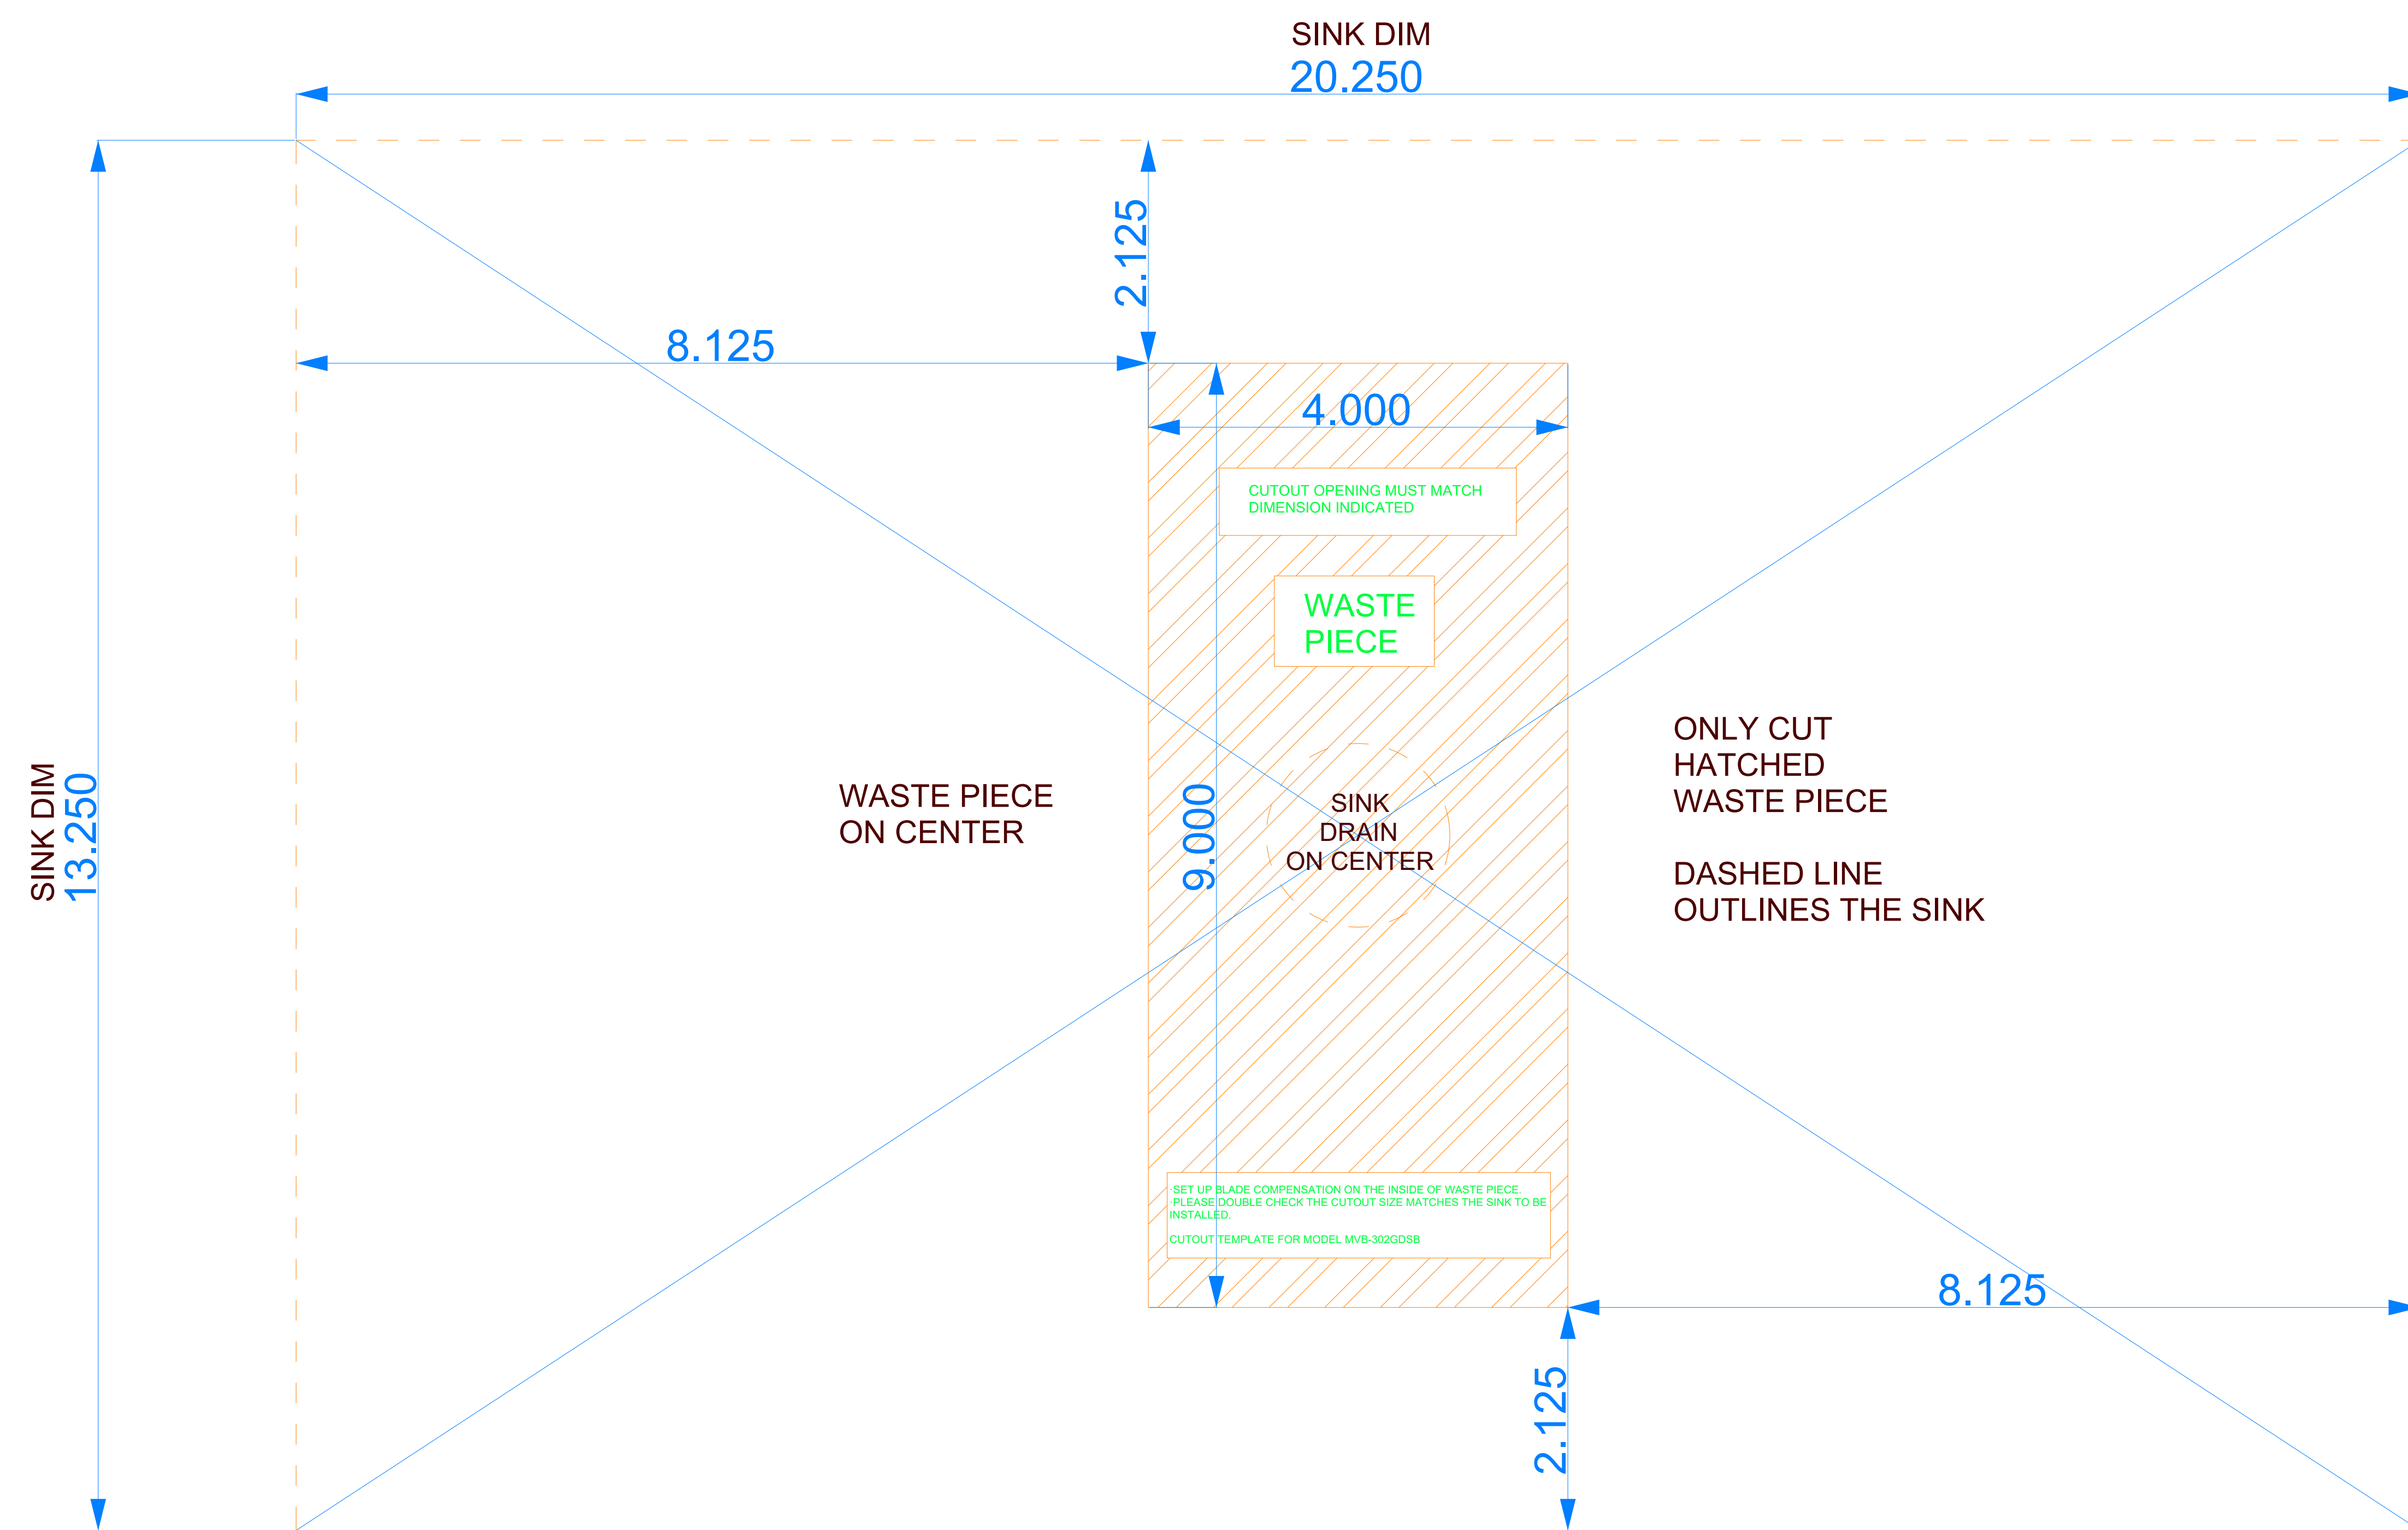 SINK DIM
20.250
2.125
8.125
4.000
CUTOUT OPENING MUST MATCH
DIMENSION INDICATED
WASTE
PIECE
SINK DIM
13.250
WASTE PIECE
ON CENTER
9.000
SINK
DRAIN
ON CENTER
ONLY CUT
HATCHED
WASTE PIECE
DASHED LINE
OUTLINES THE SINK
·SET UP BLADE COMPENSATION ON THE INSIDE OF WASTE PIECE.
·PLEASE DOUBLE CHECK THE CUTOUT SIZE MATCHES THE SINK TO BE
INSTALLED.
CUTOUT TEMPLATE FOR MODEL MVB-302GDSB
8.125
2.125